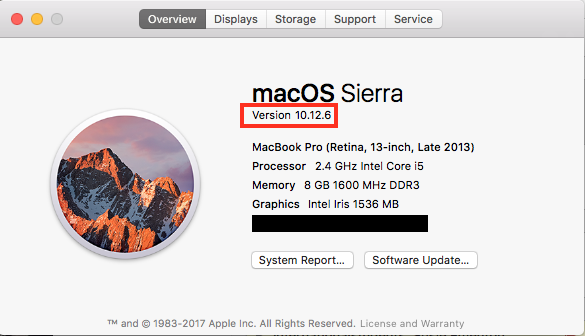 Overview Displays Storage Support Service
macOS Sierra
Version 10.12.6
MacBook Pro (Retina, 13-inch, Late 2013)
Processor 2.4 GHz Intel Core i5
Memory 8 GB 1600 MHz DDR3
Graphics Intel Iris 1536 MB
System Report... Software Update...
™ and © 1983-2017 Apple Inc. All Rights Reserved. License and Warranty